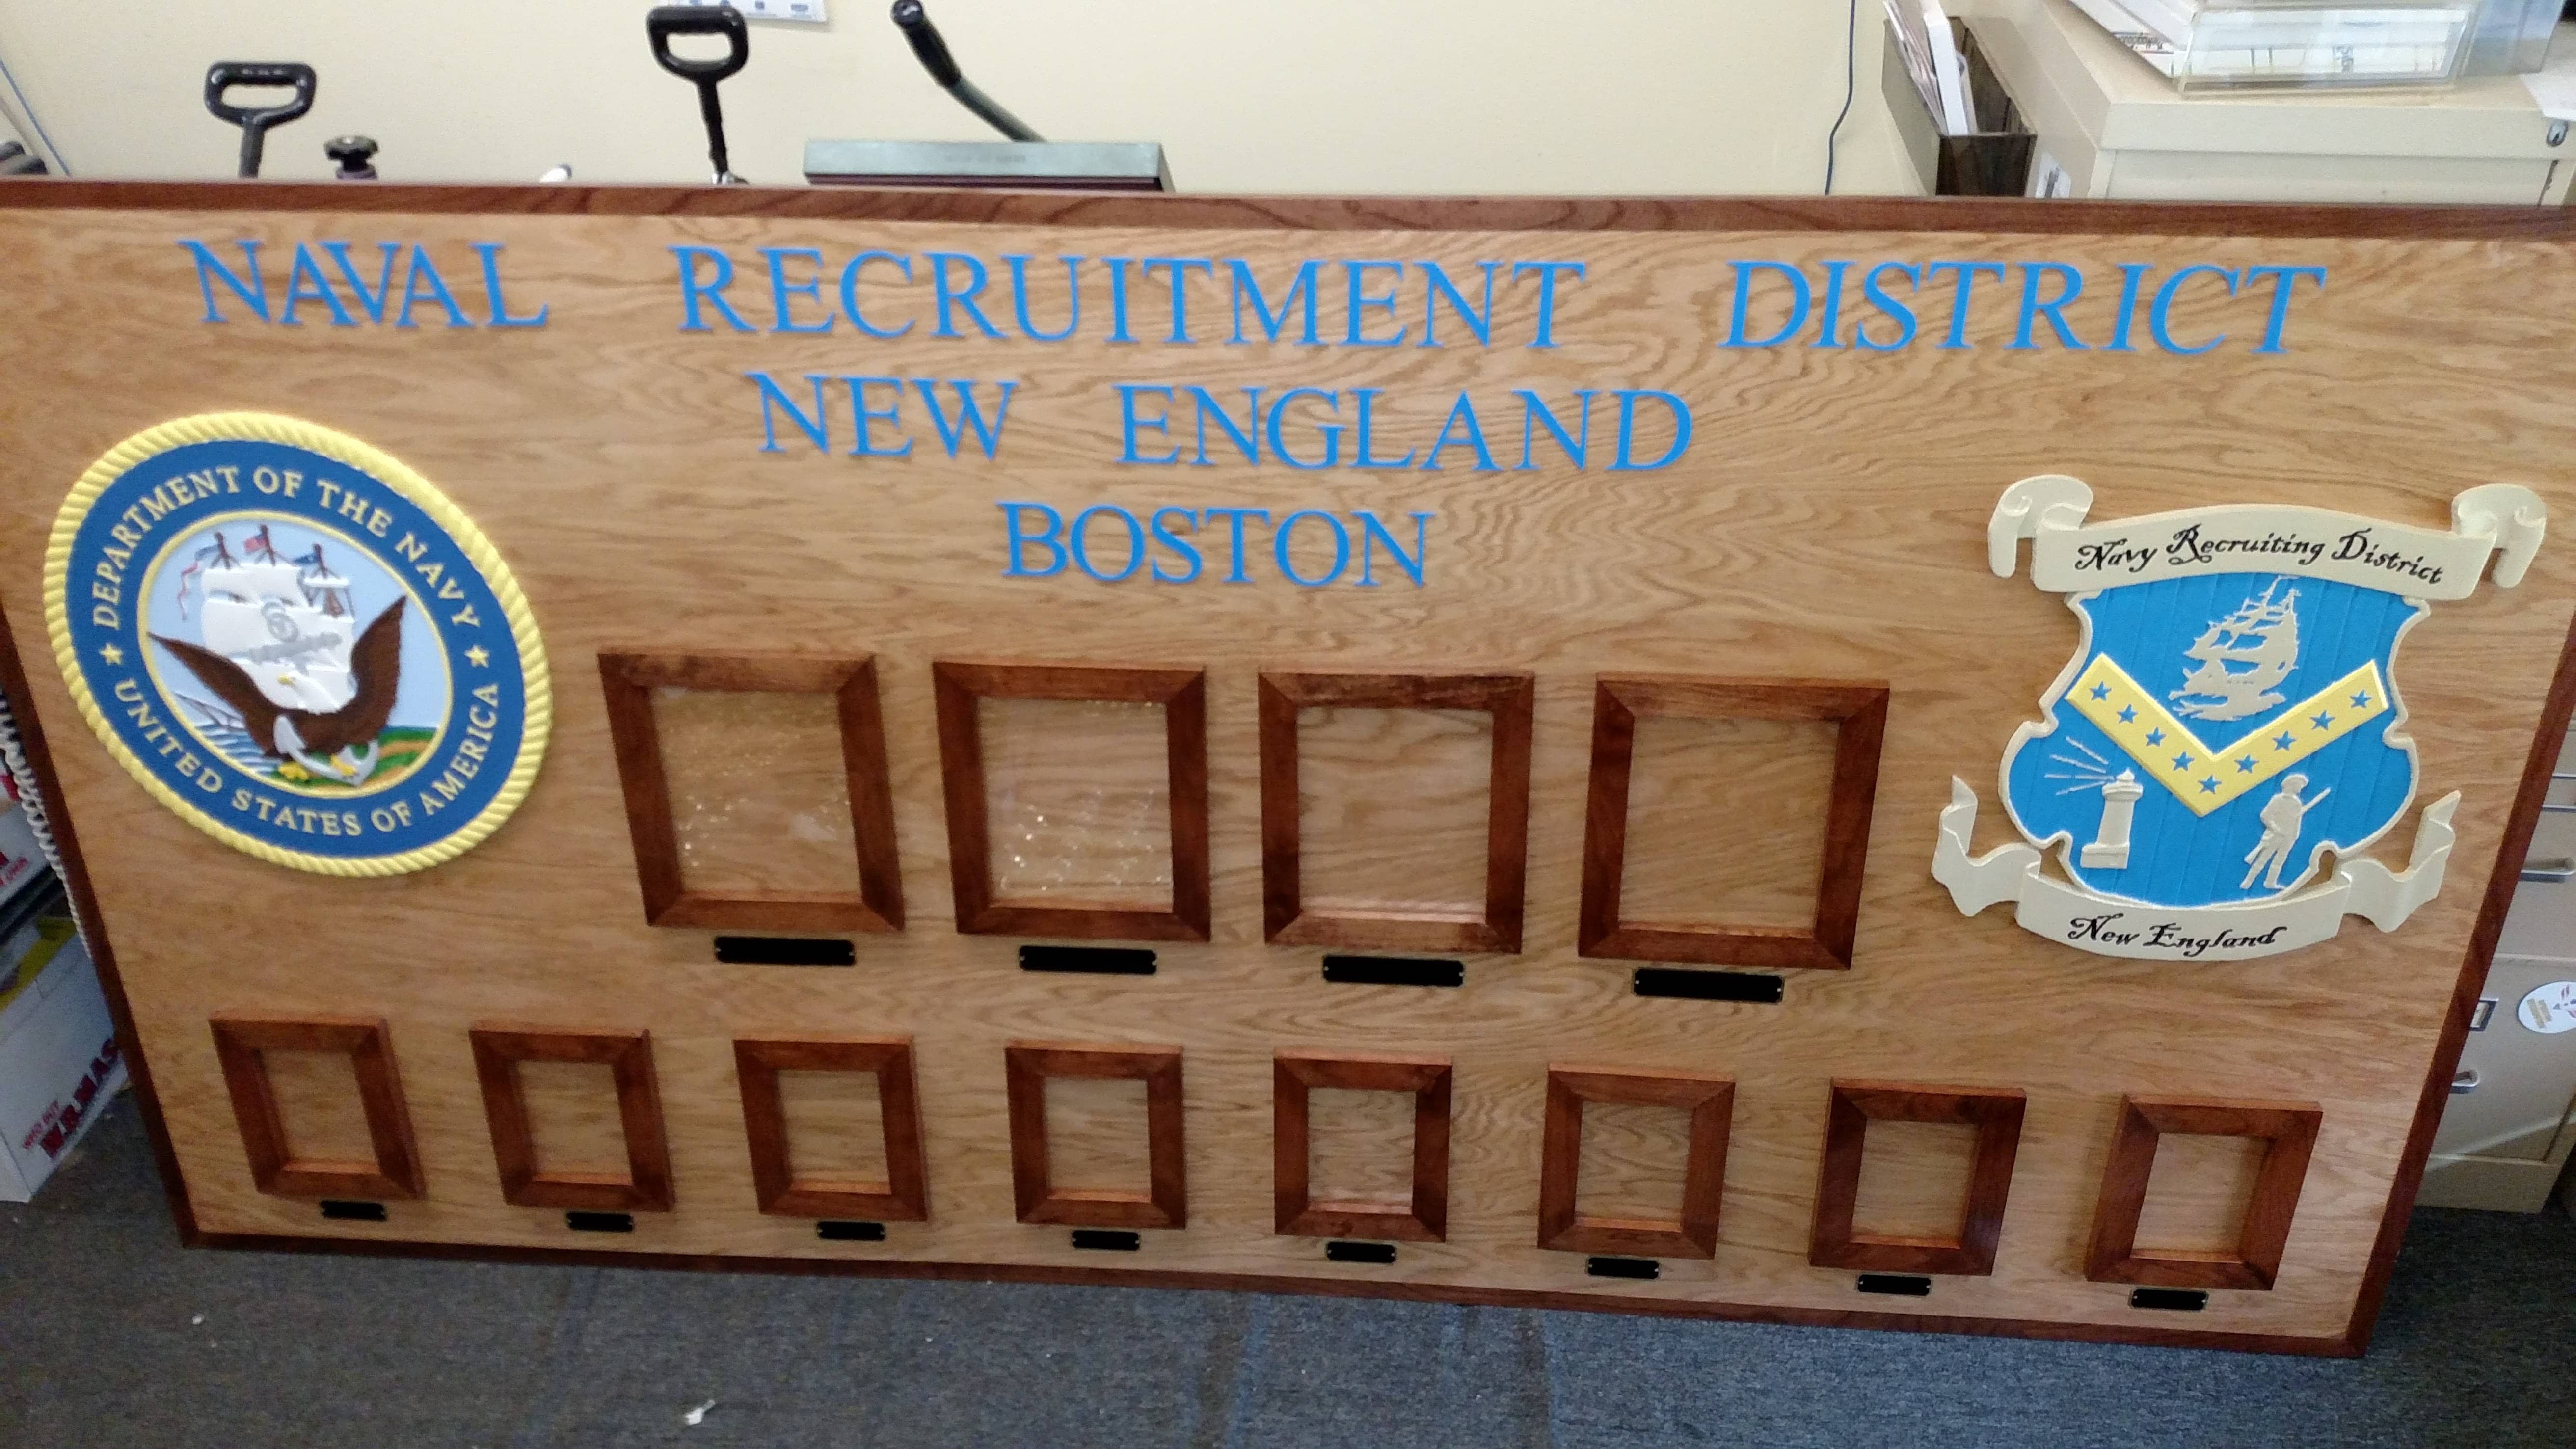 NAVAL RECRUITMENT DISTRICT
NEW ENGLAND
BOSTON
★ DEPARTMENT OF THE NAVY ★
UNITED STATES OF AMERICA
Navy Recruiting District
New England